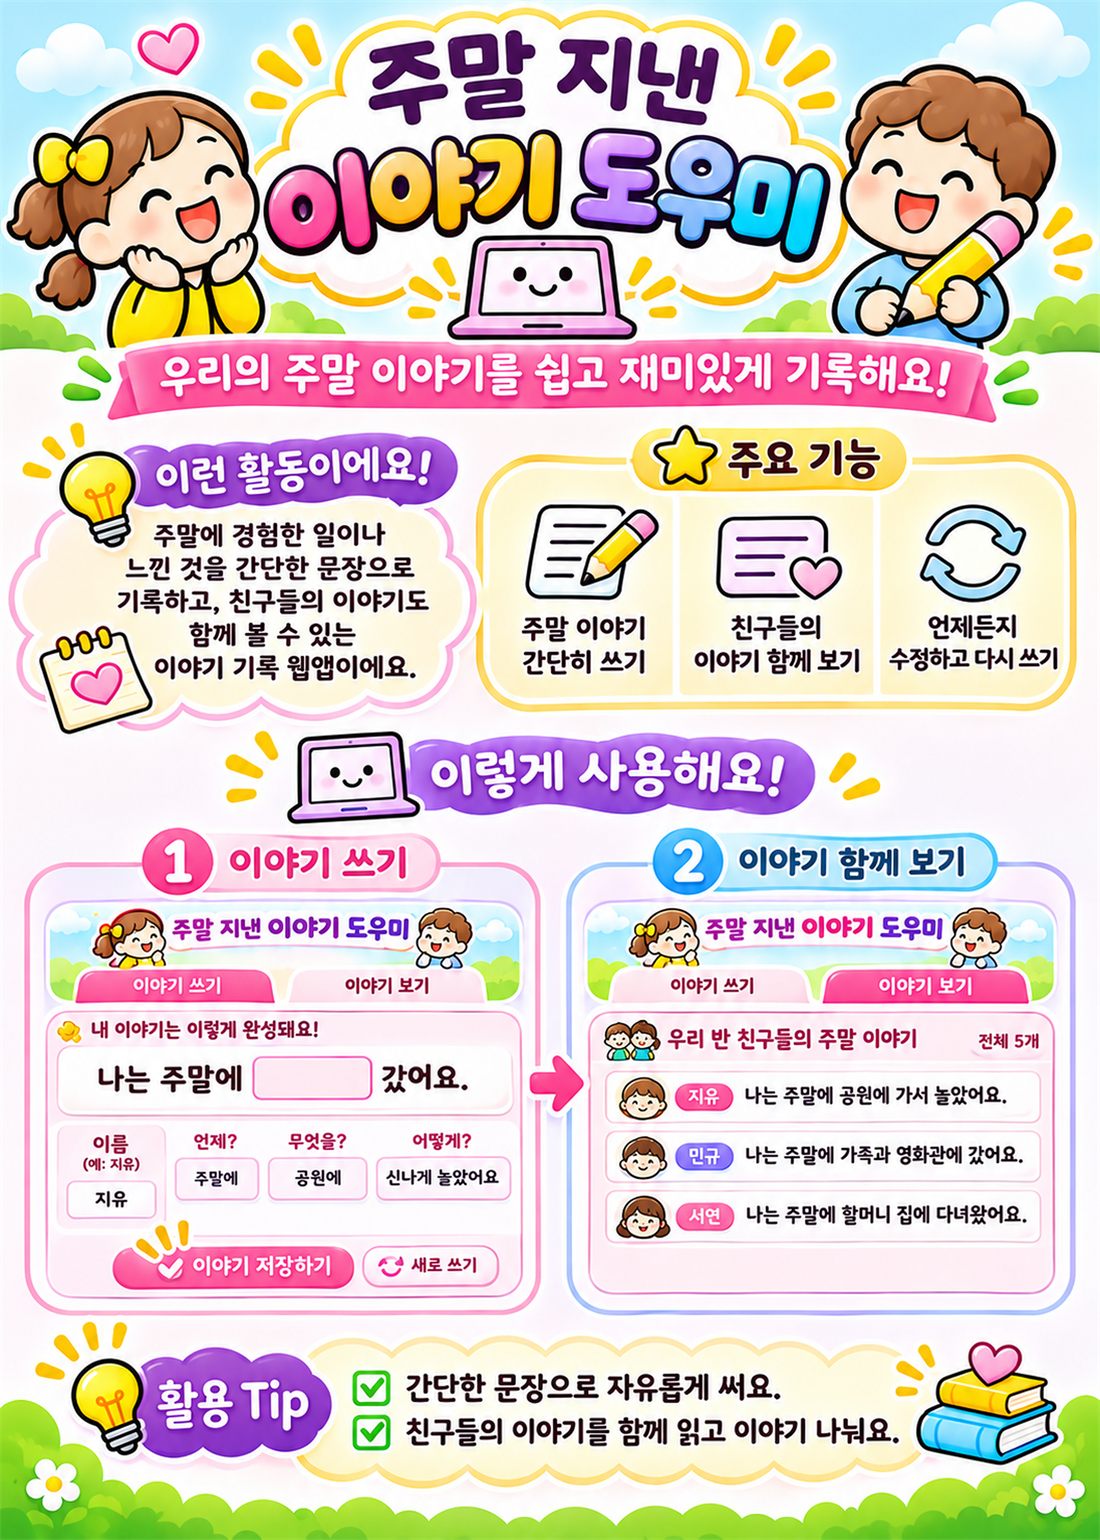 주말 지낸
이야기 도우미
우리의 주말 이야기를 쉽고 재미있게 기록해요!
이런 활동이에요!
주말에 경험한 일이나
느낀 것을 간단한 문장으로
기록하고, 친구들의 이야기도
함께 볼 수 있는
이야기 기록 웹앱이에요.
주요 기능
주말 이야기
간단히 쓰기
친구들의
이야기 함께 보기
언제든지
수정하고 다시 쓰기
이렇게 사용해요!
1 이야기 쓰기
주말 지낸 이야기 도우미
이야기 쓰기
이야기 보기
내 이야기는 이렇게 완성돼요!
나는 주말에 갔어요.
이름
(예: 지유)
지유
언제?
주말에
무엇을?
공원에
어떻게?
신나게 놀았어요
이야기 저장하기
새로 쓰기
2 이야기 함께 보기
주말 지낸 이야기 도우미
이야기 쓰기
이야기 보기
우리 반 친구들의 주말 이야기
전체 5개
지유 나는 주말에 공원에 가서 놀았어요.
민규 나는 주말에 가족과 영화관에 갔어요.
서연 나는 주말에 할머니 집에 다녀왔어요.
활용 Tip
간단한 문장으로 자유롭게 써요.
친구들의 이야기를 함께 읽고 이야기 나눠요.